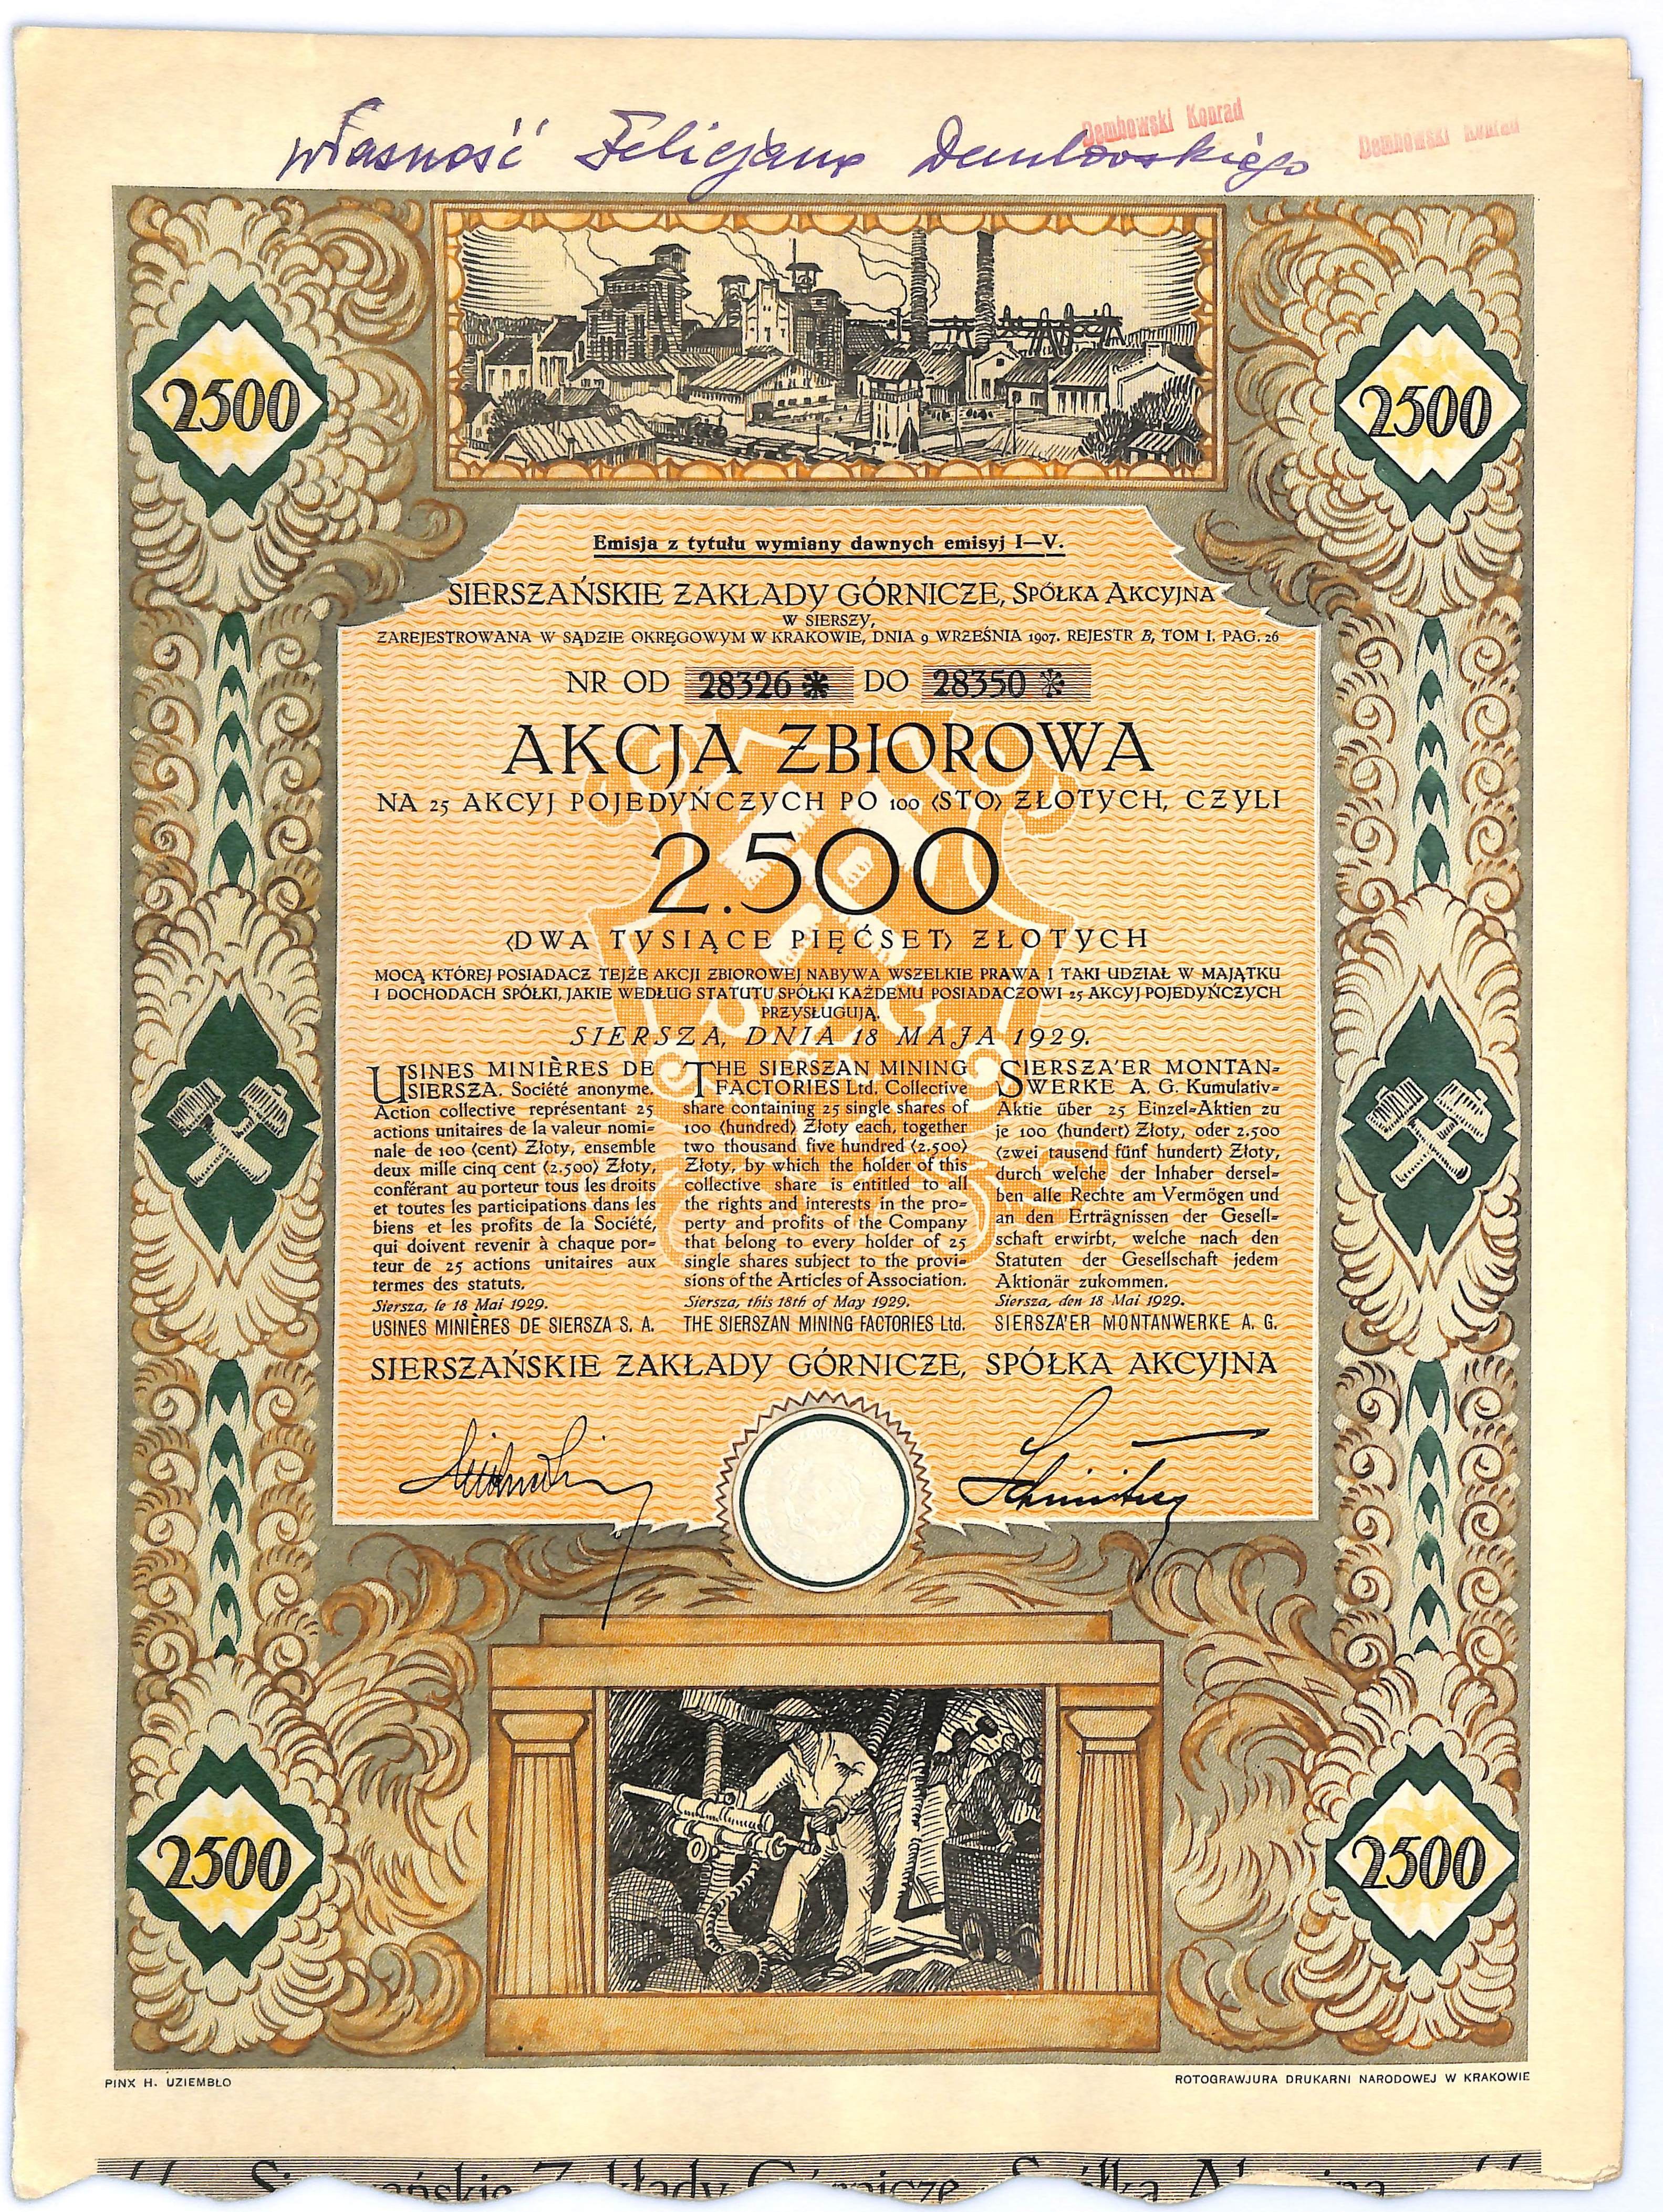 własność Felicjana Dembowskiego
Dembowski Konrad
Dembowski Konrad
2500
2500
Emisja z tytułu wymiany dawnych emisyj I—V.
SIERSZAŃSKIE ZAKŁADY GÓRNICZE, SPÓŁKA AKCYJNA
W SIERSZY,
ZAREJESTROWANA W SĄDZIE OKRĘGOWYM W KRAKOWIE, DNIA 9 WRZEŚNIA 1907. REJESTR B, TOM I. PAG. 26
NR OD 28326 DO 28350
AKCJA ZBIOROWA
NA 25 AKCYJ POJEDYŃCZYCH PO 100 (STO) ZŁOTYCH, CZYLI
2.500
(DWA TYSIĄCE PIĘĆSET) ZŁOTYCH
MOCĄ KTÓREJ POSIADACZ TEJŻE AKCJI ZBIOROWEJ NABYWA WSZELKIE PRAWA I TAKI UDZIAŁ W MAJĄTKU
I DOCHODACH SPÓŁKI, JAKIE WEDŁUG STATUTU SPÓŁKI KAŻDEMU POSIADACZOWI 25 AKCYJ POJEDYŃCZYCH
PRZYSŁUGUJĄ.
SIERSZA, DNIA 18 MAJA 1929.
USINES MINIÈRES DE
SIERSZA. Société anonyme.
Action collective représentant 25
actions unitaires de la valeur nomi-
nale de 100 (cent) Złoty, ensemble
deux mille cinq cent (2.500) Złoty,
conférant au porteur tous les droits
et toutes les participations dans les
biens et les profits de la Société,
qui doivent revenir à chaque por-
teur de 25 actions unitaires aux
termes des statuts.
Siersza, le 18 Mai 1929.
USINES MINIÈRES DE SIERSZA S. A.
THE SIERSZAN MINING
FACTORIES Ltd. Collective
share containing 25 single shares of
100 (hundred) Złoty each, together
two thousand five hundred (2.500)
Złoty, by which the holder of this
collective share is entitled to all
the rights and interests in the pro-
perty and profits of the Company
that belong to every holder of 25
single shares subject to the provi-
sions of the Articles of Association.
Siersza, this 18th of May 1929.
THE SIERSZAN MINING FACTORIES Ltd.
SIERSZA'ER MONTAN-
WERKE A. G. Kumulativ-
Aktie über 25 Einzel-Aktien zu
je 100 (hundert) Złoty, oder 2.500
(zwei tausend fünf hundert) Złoty,
durch welche der Inhaber dersel-
ben alle Rechte am Vermögen und
an den Erträgnissen der Gesell-
schaft erwirbt, welche nach den
Statuten der Gesellschaft jedem
Aktionär zukommen.
Siersza, den 18 Mai 1929.
SIERSZA'ER MONTANWERKE A. G.
SIERSZAŃSKIE ZAKŁADY GÓRNICZE, SPÓŁKA AKCYJNA
2500
2500
PINX H. UZIEMBŁO
ROTOGRAWJURA DRUKARNI NARODOWEJ W KRAKOWIE
Sierszańskie Zakłady Górnicze, Spółka Akcyjna